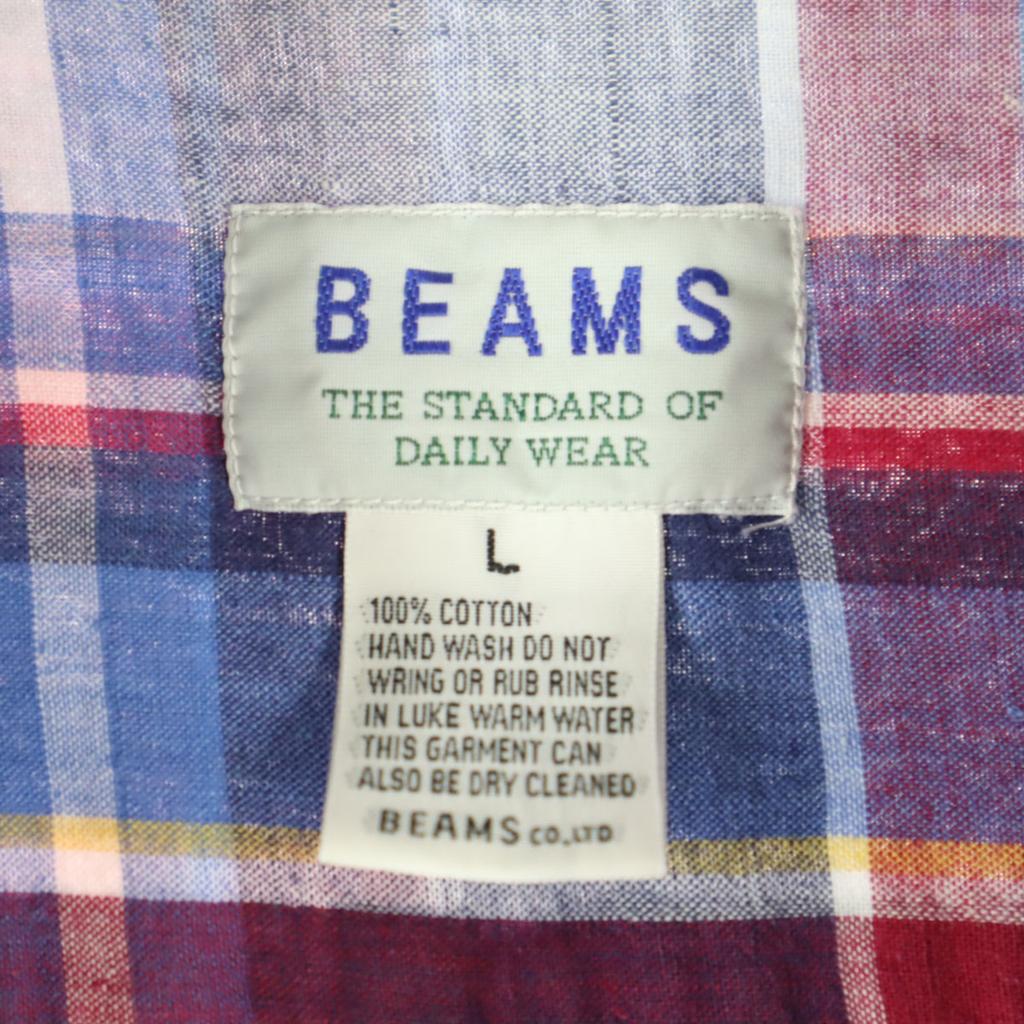 BEAMS
THE STANDARD OF
DAILY WEAR
L
100% COTTON
HAND WASH DO NOT
WRING OR RUB RINSE
IN LUKE WARM WATER
THIS GARMENT CAN
ALSO BE DRY CLEANED
BEAMS CO.,LTD